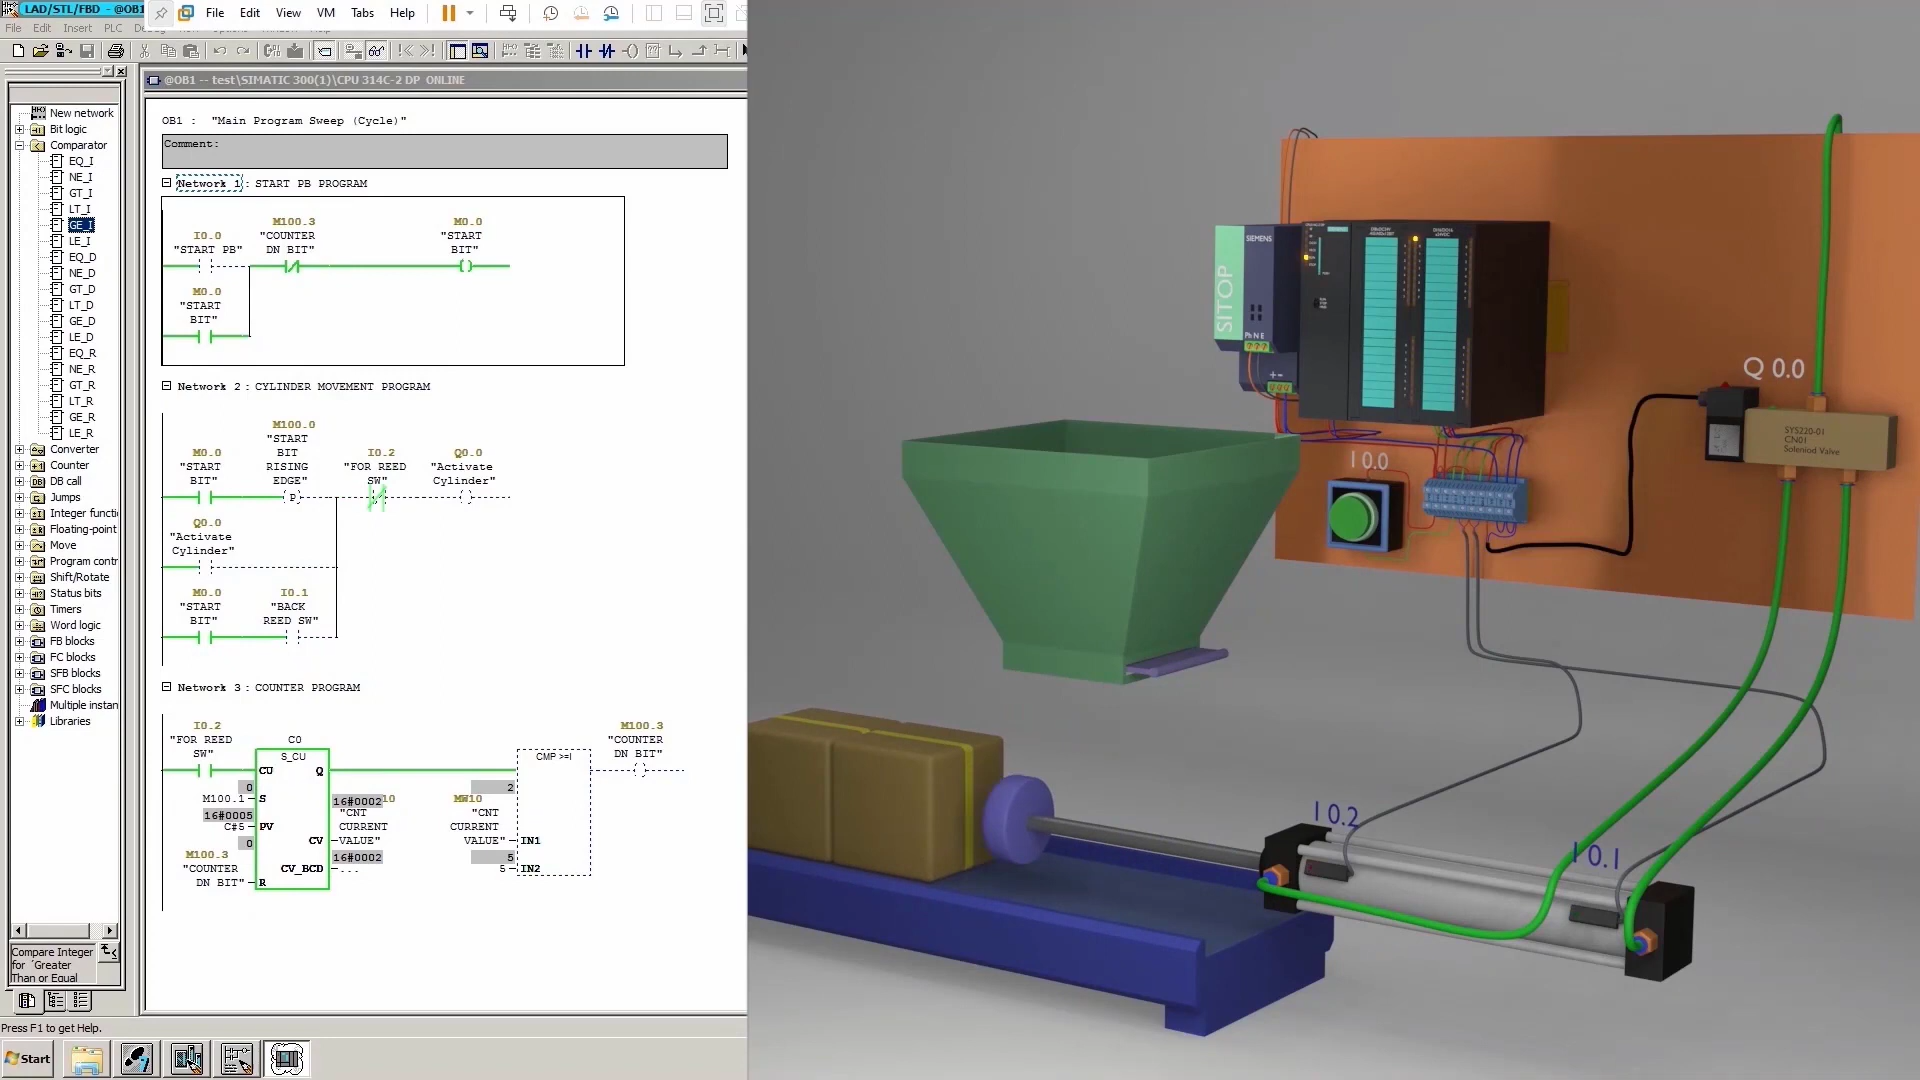 LAD/STL/FBD - @OB1
File Edit View VM Tabs Help
File Edit Insert PLC
@OB1 -- test\SIMATIC 300(1)\CPU 314C-2 DP ONLINE
New network
Bit logic
Comparator
EQ_I
NE_I
GT_I
LT_I
GE_I
LE_I
EQ_D
NE_D
GT_D
LT_D
GE_D
LE_D
EQ_R
NE_R
GT_R
LT_R
GE_R
LE_R
Converter
Counter
DB call
Jumps
Integer functi
Floating-point
Move
Program contr
Shift/Rotate
Status bits
Timers
Word logic
FB blocks
FC blocks
SFB blocks
SFC blocks
Multiple instan
Libraries
Compare Integer
for ´Greater
Than or Equal
Press F1 to get Help.
Start
OB1 : "Main Program Sweep (Cycle)"
Comment:
Network 1: START PB PROGRAM
M100.3 M0.0
I0.0 "COUNTER "START
"START PB" DN BIT" BIT"
M0.0
"START
BIT"
Network 2: CYLINDER MOVEMENT PROGRAM
M100.0
"START
M0.0 BIT I0.2 Q0.0
"START RISING "FOR REED "Activate
BIT" EDGE" SW" Cylinder"
P
Q0.0
"Activate
Cylinder"
M0.0 I0.1
"START "BACK
BIT" REED SW"
Network 3: COUNTER PROGRAM
I0.2 M100.3
"FOR REED C0 "COUNTER
SW" S_CU CMP >=I DN BIT"
CU Q
0 2
M100.1 S 16#0002 10 MW10
16#0005 "CNT "CNT
C#5 PV CURRENT CURRENT
0 CV VALUE" VALUE" IN1
M100.3 16#0002 5
"COUNTER CV_BCD ... 5 IN2
DN BIT" R
SIEMENS
SITOP
Ph N E
+ -
Q 0.0
SYS220-01
CN01
Soleniod Valve
I 0.0
I 0.2
I 0.1